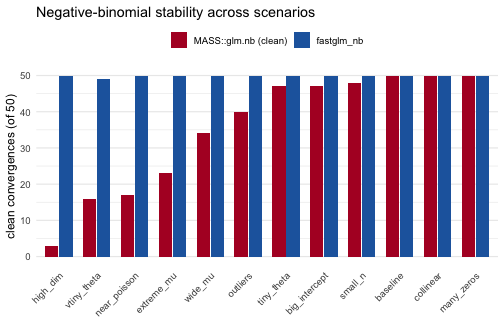 Negative-binomial stability across scenarios
MASS::glm.nb (clean) fastglm_nb
clean convergences (of 50)
50
40
30
20
10
0
high_dim
vtiny_theta
near_poisson
extreme_mu
wide_mu
outliers
tiny_theta
big_intercept
small_n
baseline
collinear
many_zeros